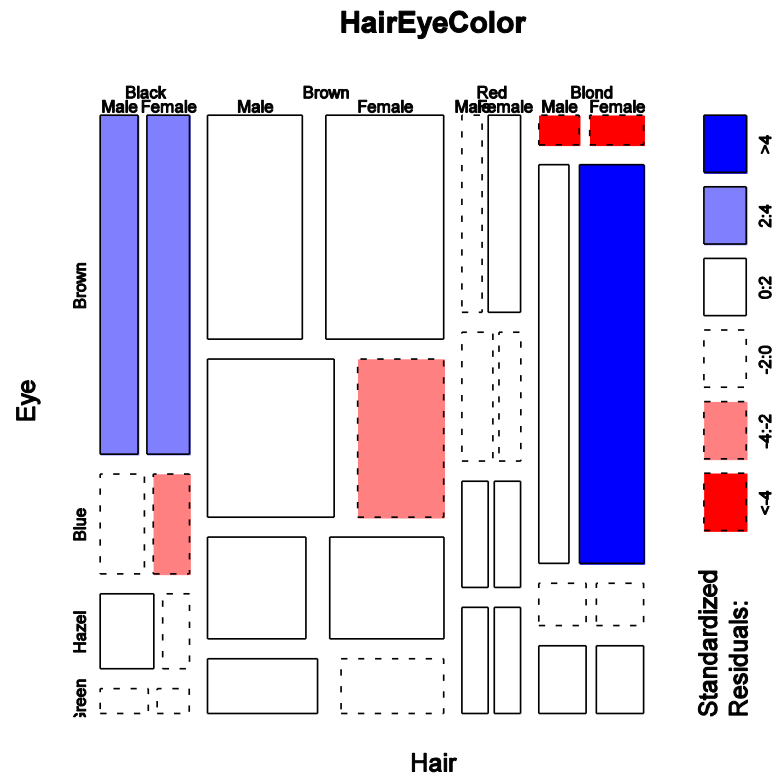 HairEyeColor
Black Brown Red Blond
Male Female Male Female Male Female Male Female
Brown
Blue
Hazel
Green
Eye
Hair
>4
2:4
0:2
-2:0
-4:-2
<-4
Standardized
Residuals: